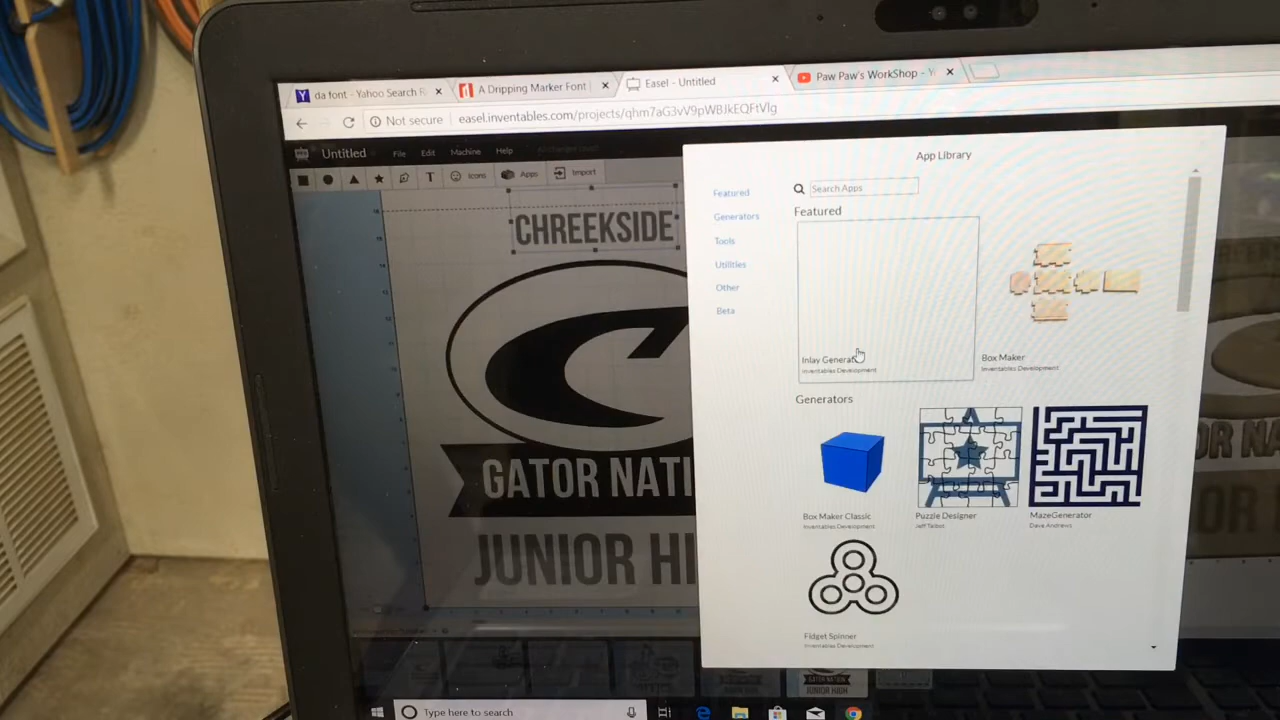 da font - Yahoo Search R
A Dripping Marker Font
Easel - Untitled
Paw Paw's WorkShop - Y
Not secure
easel.inventables.com/projects/qhm7aG3vV9pWBJkEQFtVlg
Untitled
File
Edit
Machine
Help
Icons
Apps
Import
App Library
Search Apps
Featured
Generators
Tools
Utilities
Other
Beta
Featured
Inlay Generat
Inventables Development
Box Maker
Inventables Development
Generators
Box Maker Classic
Inventables Development
Puzzle Designer
Jeff Talbot
MazeGenerator
Dave Andrews
Fidget Spinner
Inventables Development
CHREEKSIDE
GATOR NATI
JUNIOR HI
Type here to search